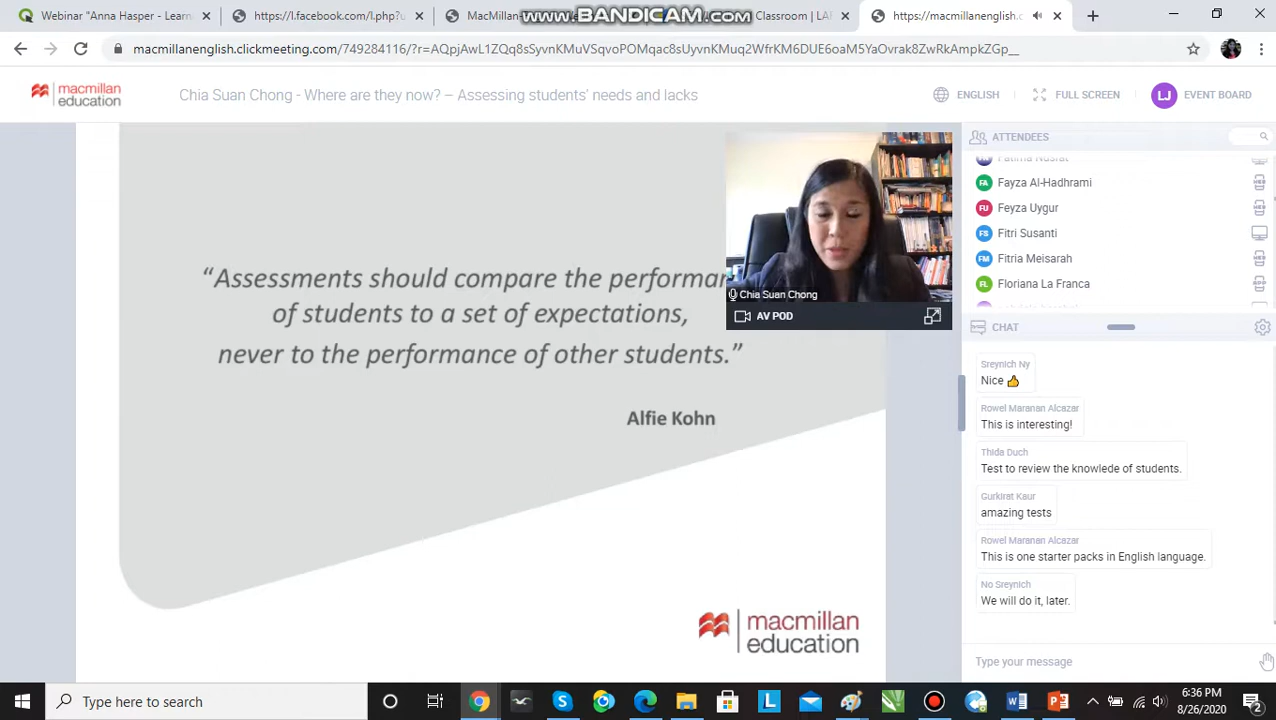 Webinar "Anna Hasper - Learn
https://l.facebook.com/l.php?u
MacMillan-
www.BANDICAM.com
Classroom | LA
https://macmillanenglish.c
macmillanenglish.clickmeeting.com/749284116/?r=AQpjAwL1ZQq8sSyvnKMuVSqvoPOMqac8sUyvnKMuq2WfrKM6DUE6oaM5YaOvrak8ZwRkAmpkZGp__
macmillan
education
Chia Suan Chong - Where are they now? – Assessing students' needs and lacks
ENGLISH
FULL SCREEN
LJ
EVENT BOARD
“Assessments should compare the performan
of students to a set of expectations,
never to the performance of other students.”
Alfie Kohn
macmillan
education
Chia Suan Chong
AV POD
ATTENDEES
Fatima Nusrat
FA Fayza Al-Hadhrami
FU Feyza Uygur
FS Fitri Susanti
FM Fitria Meisarah
FL Floriana La Franca
CHAT
Sreynich Ny
Nice 👍
Rowel Maranan Alcazar
This is interesting!
Thida Duch
Test to review the knowlede of students.
Gurkirat Kaur
amazing tests
Rowel Maranan Alcazar
This is one starter packs in English language.
No Sreynich
We will do it, later.
Type your message
Type here to search
6:36 PM
8/26/2020
2